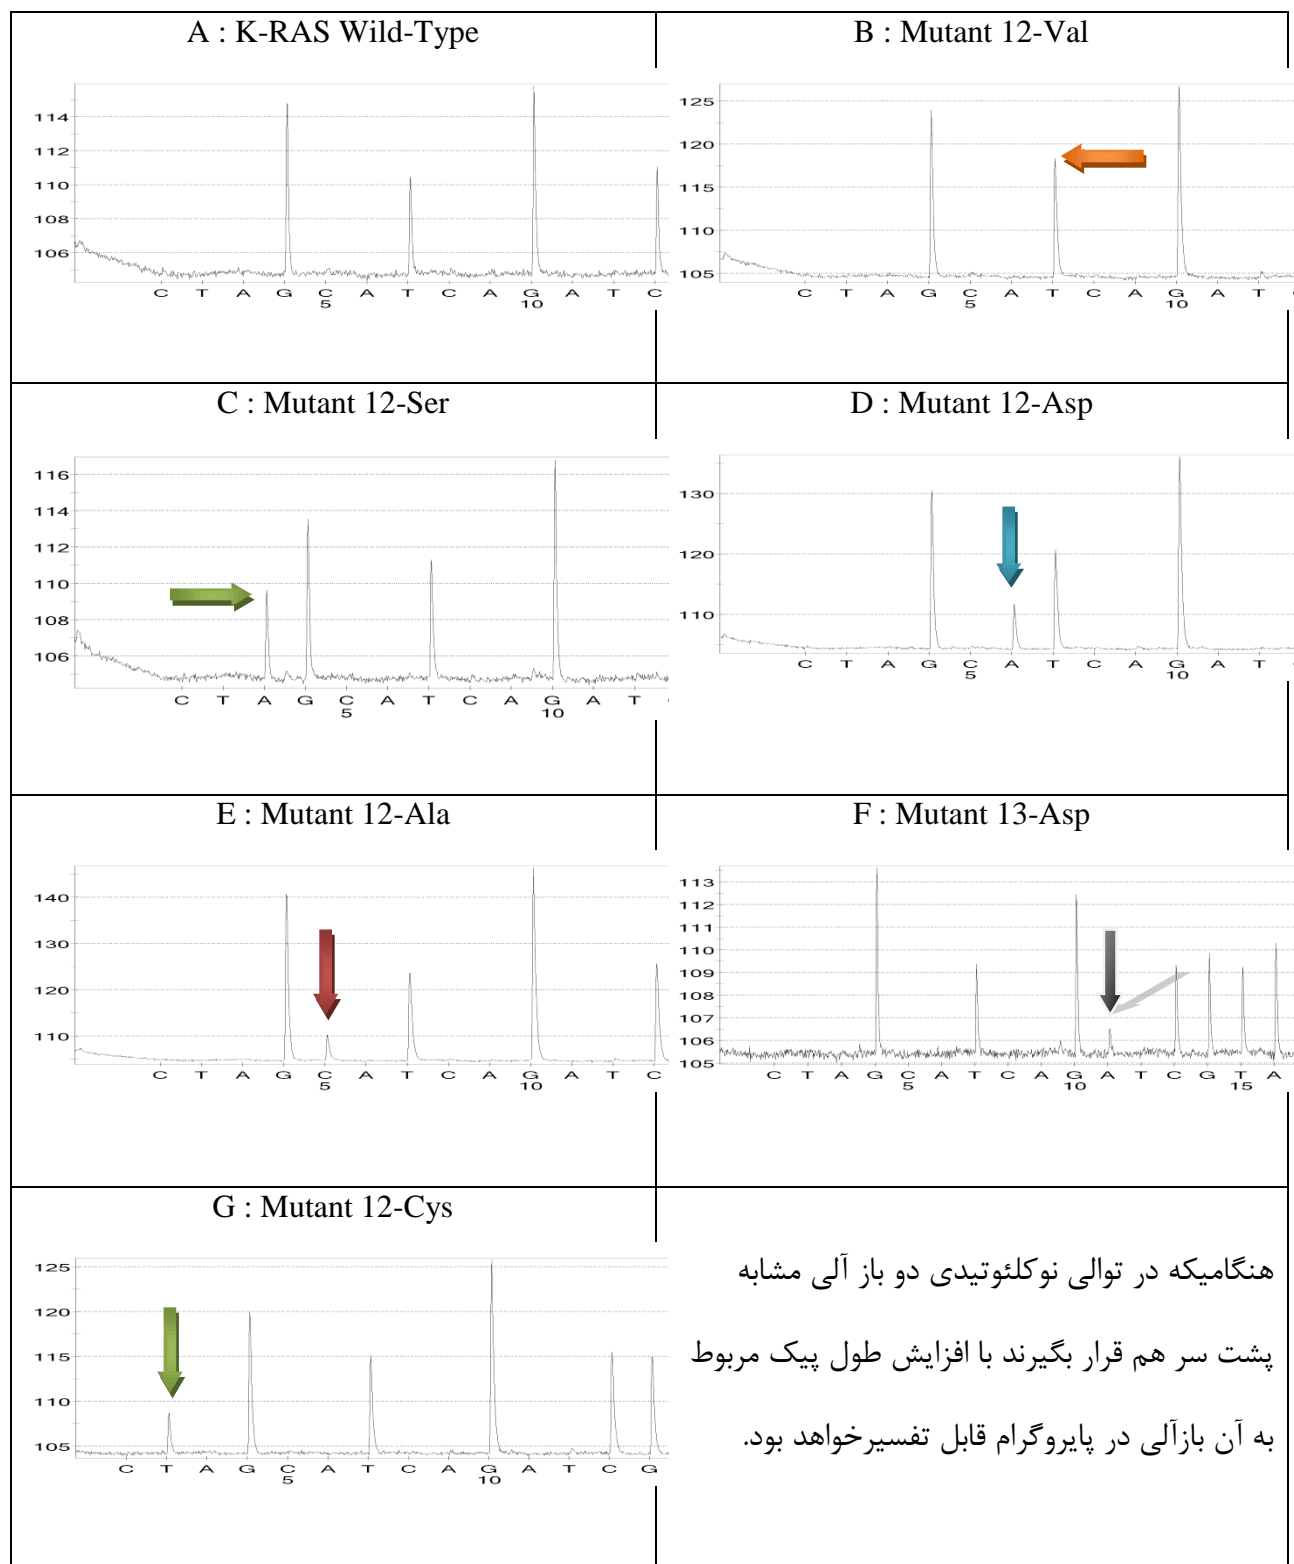 A : K-RAS Wild-Type
114
112
110
108
106
C T A G C A T C A G A T C
5 10
B : Mutant 12-Val
125
120
115
110
105
C T A G C A T C A G A T
5 10
C : Mutant 12-Ser
116
114
112
110
108
106
C T A G C A T C A G A T
5 10
D : Mutant 12-Asp
130
120
110
C T A G C A T C A G A T
5 10
E : Mutant 12-Ala
140
130
120
110
C T A G C A T C A G A T C
5 10
F : Mutant 13-Asp
113
112
111
110
109
108
107
106
105
C T A G C A T C A G A T C G T A
5 10 15
G : Mutant 12-Cys
125
120
115
110
105
C T A G C A T C A G A T C G
5 10
هنگامیکه در توالی نوکلئوتیدی دو باز آلی مشابه
پشت سر هم قرار بگیرند با افزایش طول پیک مربوط
به آن بازآلی در پایروگرام قابل تفسیرخواهد بود.